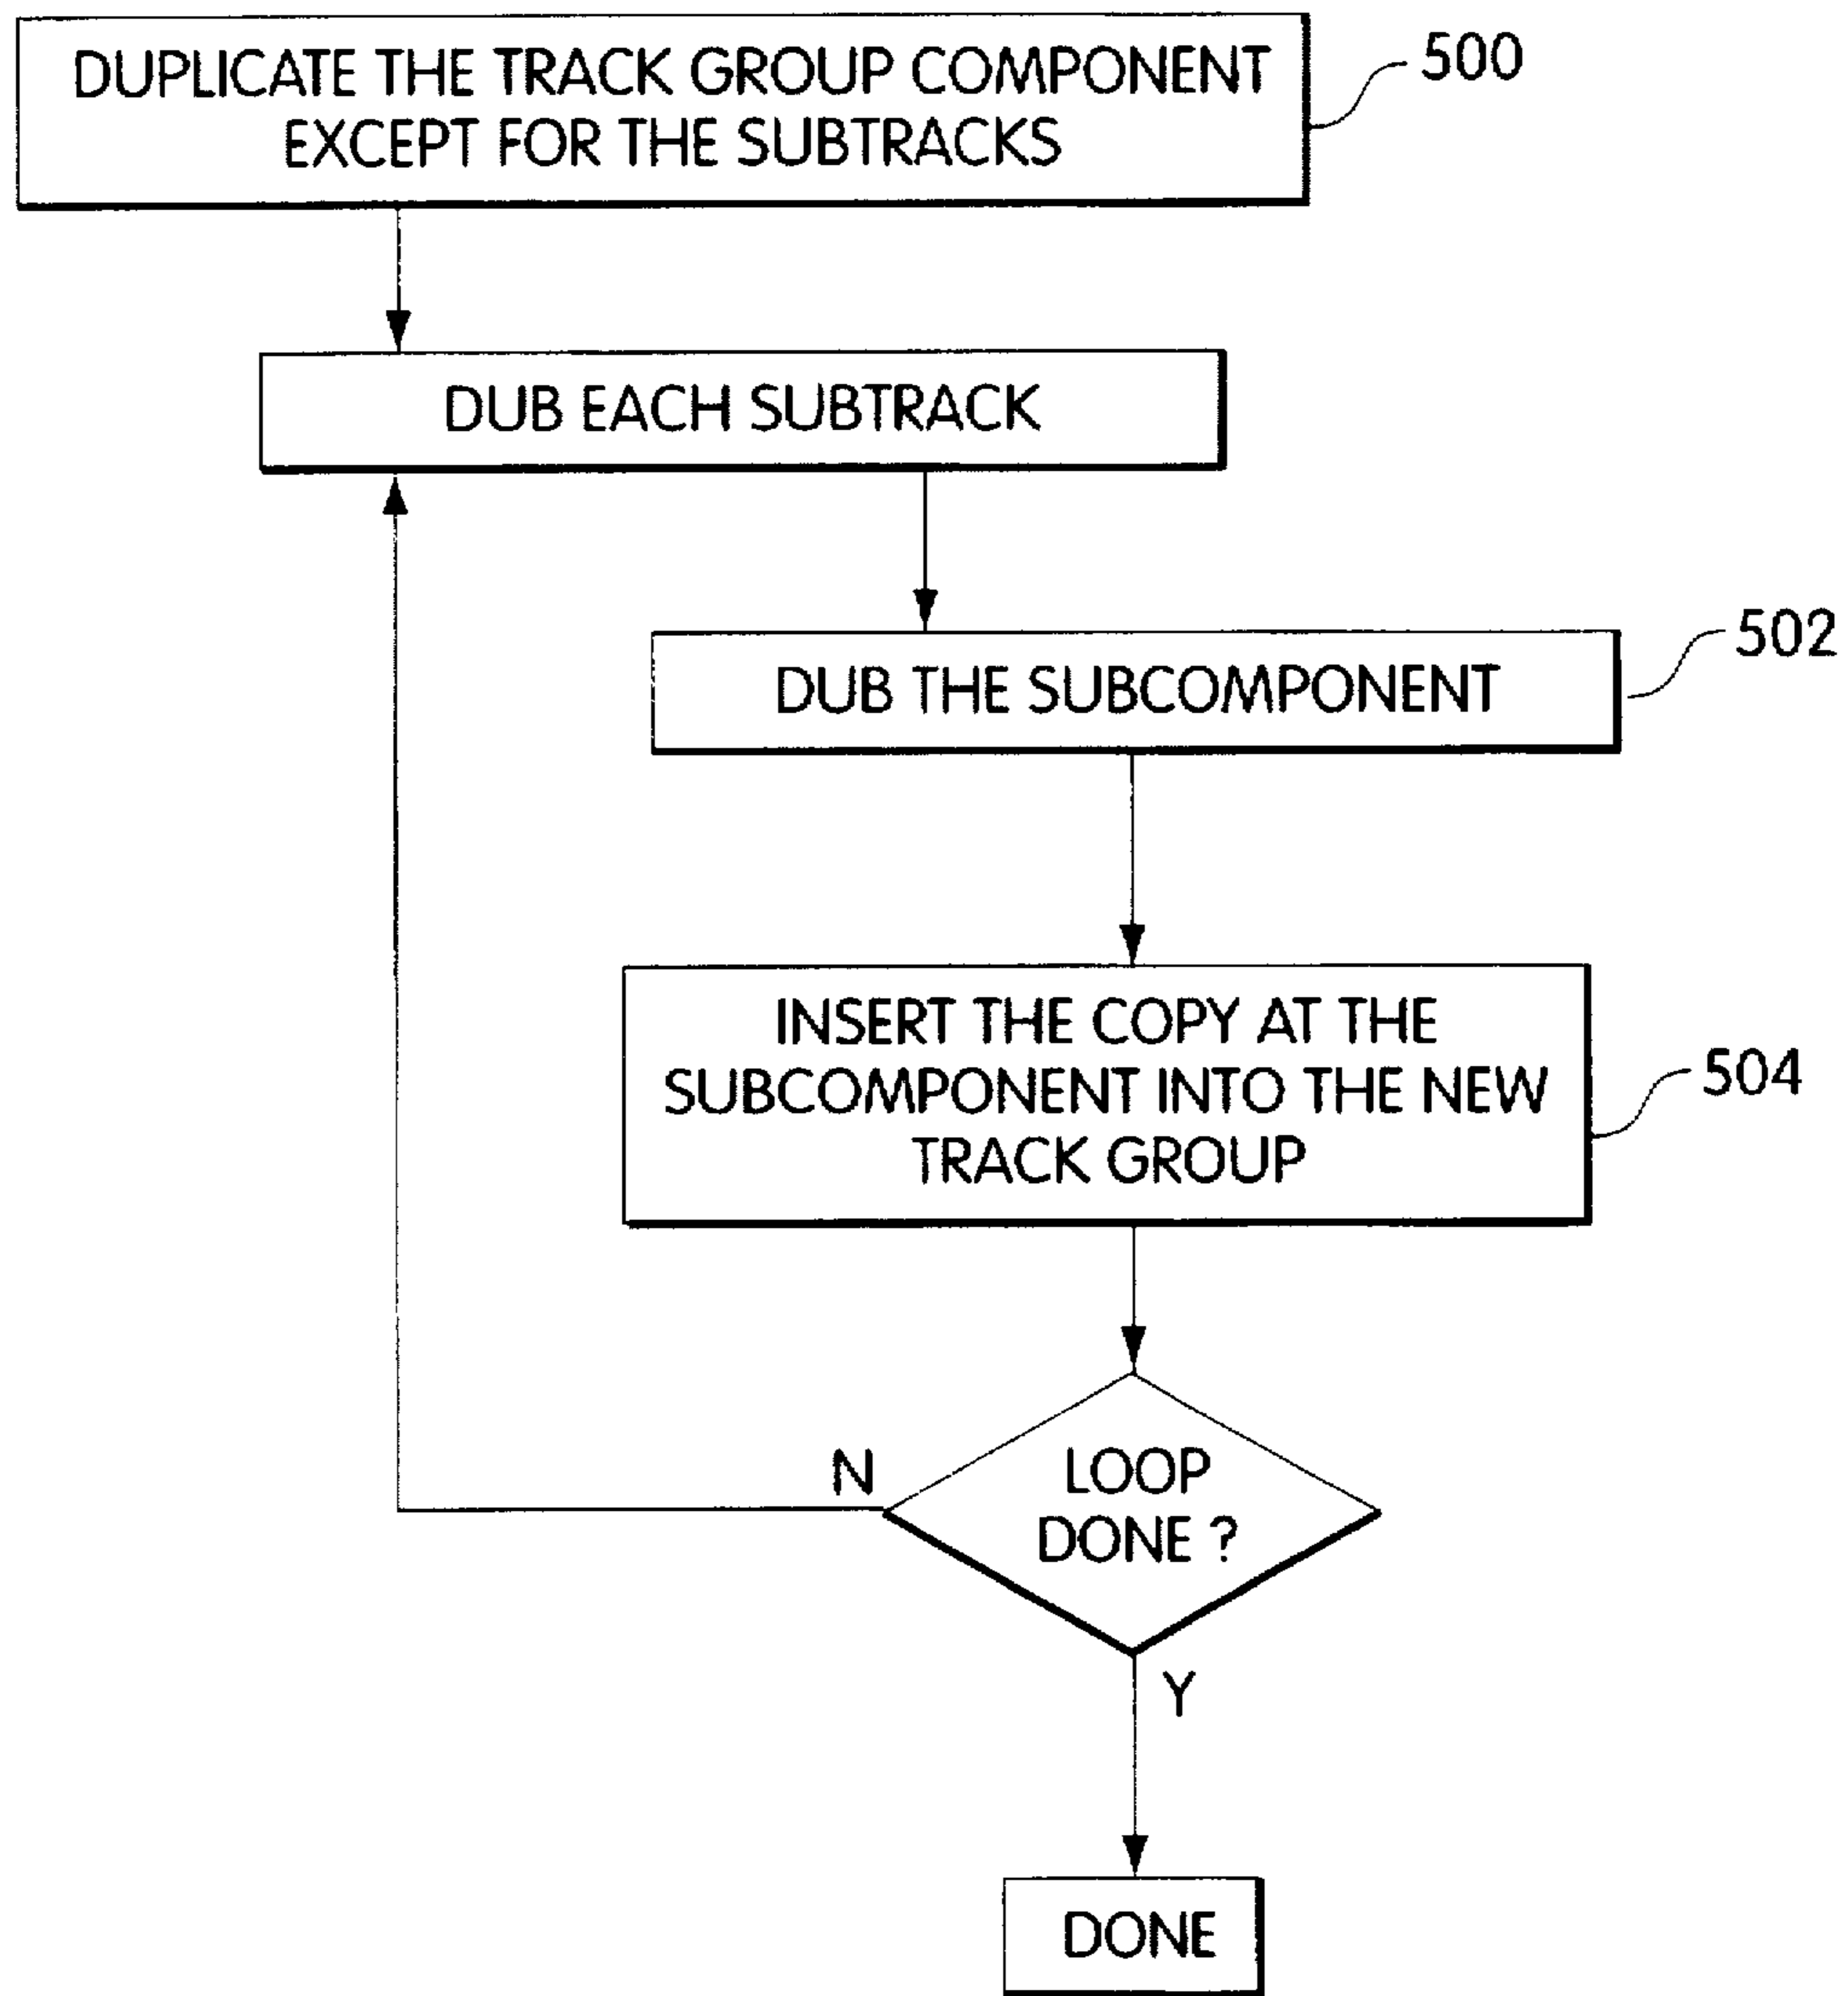 DUPLICATE THE TRACK GROUP COMPONENT
EXCEPT FOR THE SUBTRACKS
500
DUB EACH SUBTRACK
502
DUB THE SUBCOMPONENT
INSERT THE COPY AT THE
SUBCOMPONENT INTO THE NEW
TRACK GROUP
504
N
LOOP
DONE ?
Y
DONE